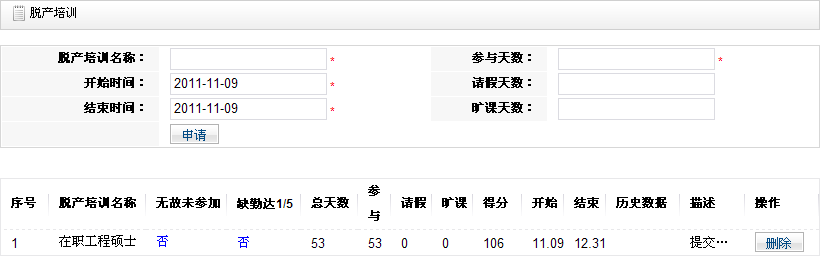 脱产培训
脱产培训名称： * 参与天数： *
开始时间： 2011-11-09 * 请假天数：
结束时间： 2011-11-09 * 旷课天数：
申请
序号 脱产培训名称 无故未参加 缺勤达1/5 总天数 参与 请假 旷课 得分 开始 结束 历史数据 描述 操作
1 在职工程硕士 否 否 53 53 0 0 106 11.09 12.31 提交… 删除